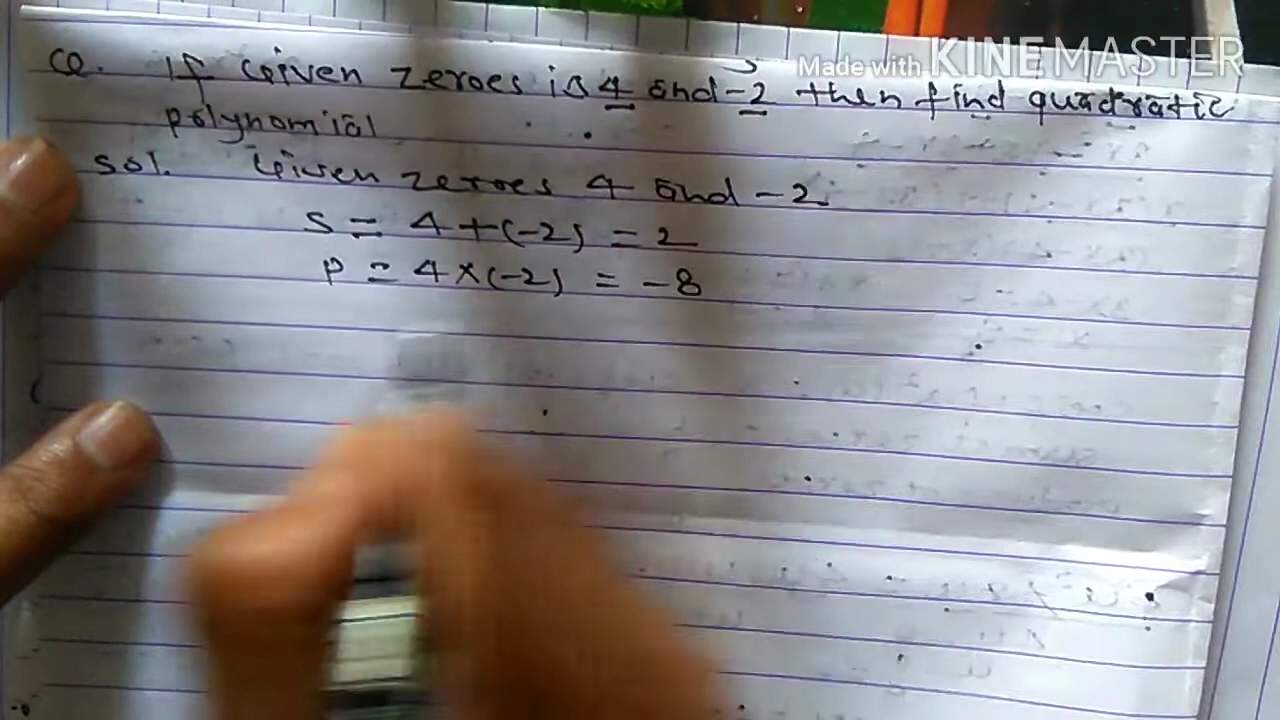 Made with KINEMASTER
Q. If Given zeroes is 4 and -2 then find quadratic
polynomial
Sol. Given zeroes 4 and -2.
S = 4+(-2) = 2
P = 4×(-2) = -8